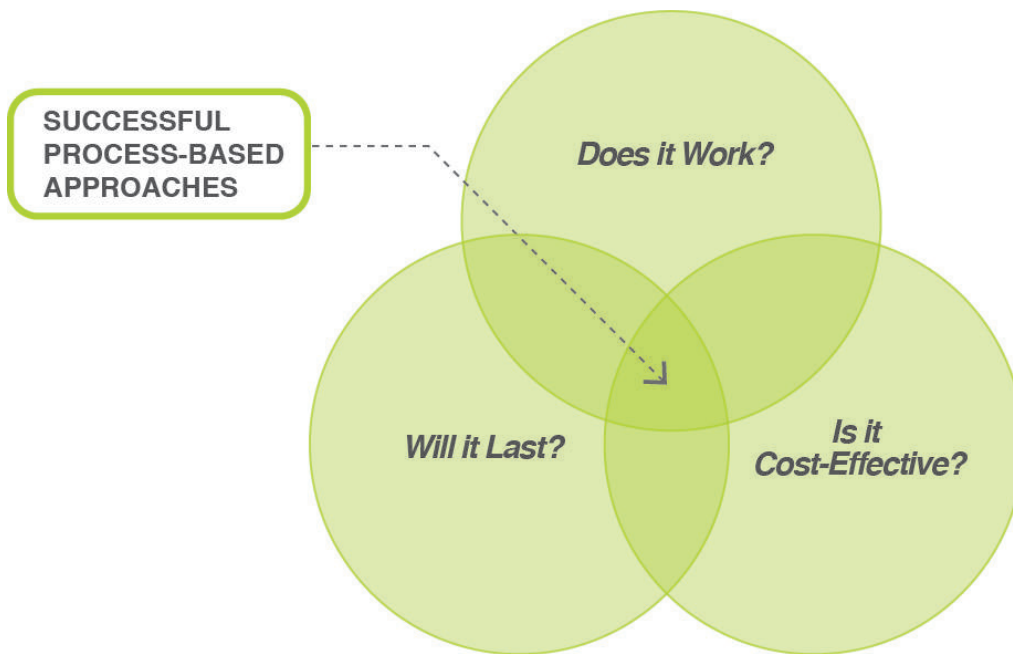 SUCCESSFUL
PROCESS-BASED
APPROACHES
Does it Work?
Will it Last?
Is it
Cost-Effective?